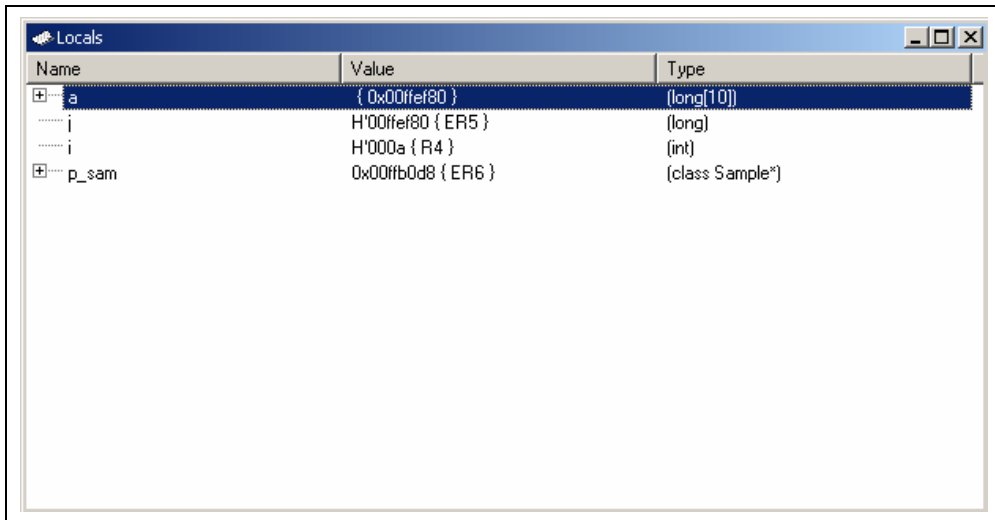 Locals
Name Value Type
a { 0x00ffef80 } (long[10])
j H'00ffef80 { ER5 } (long)
i H'000a { R4 } (int)
p_sam 0x00ffb0d8 { ER6 } (class Sample*)